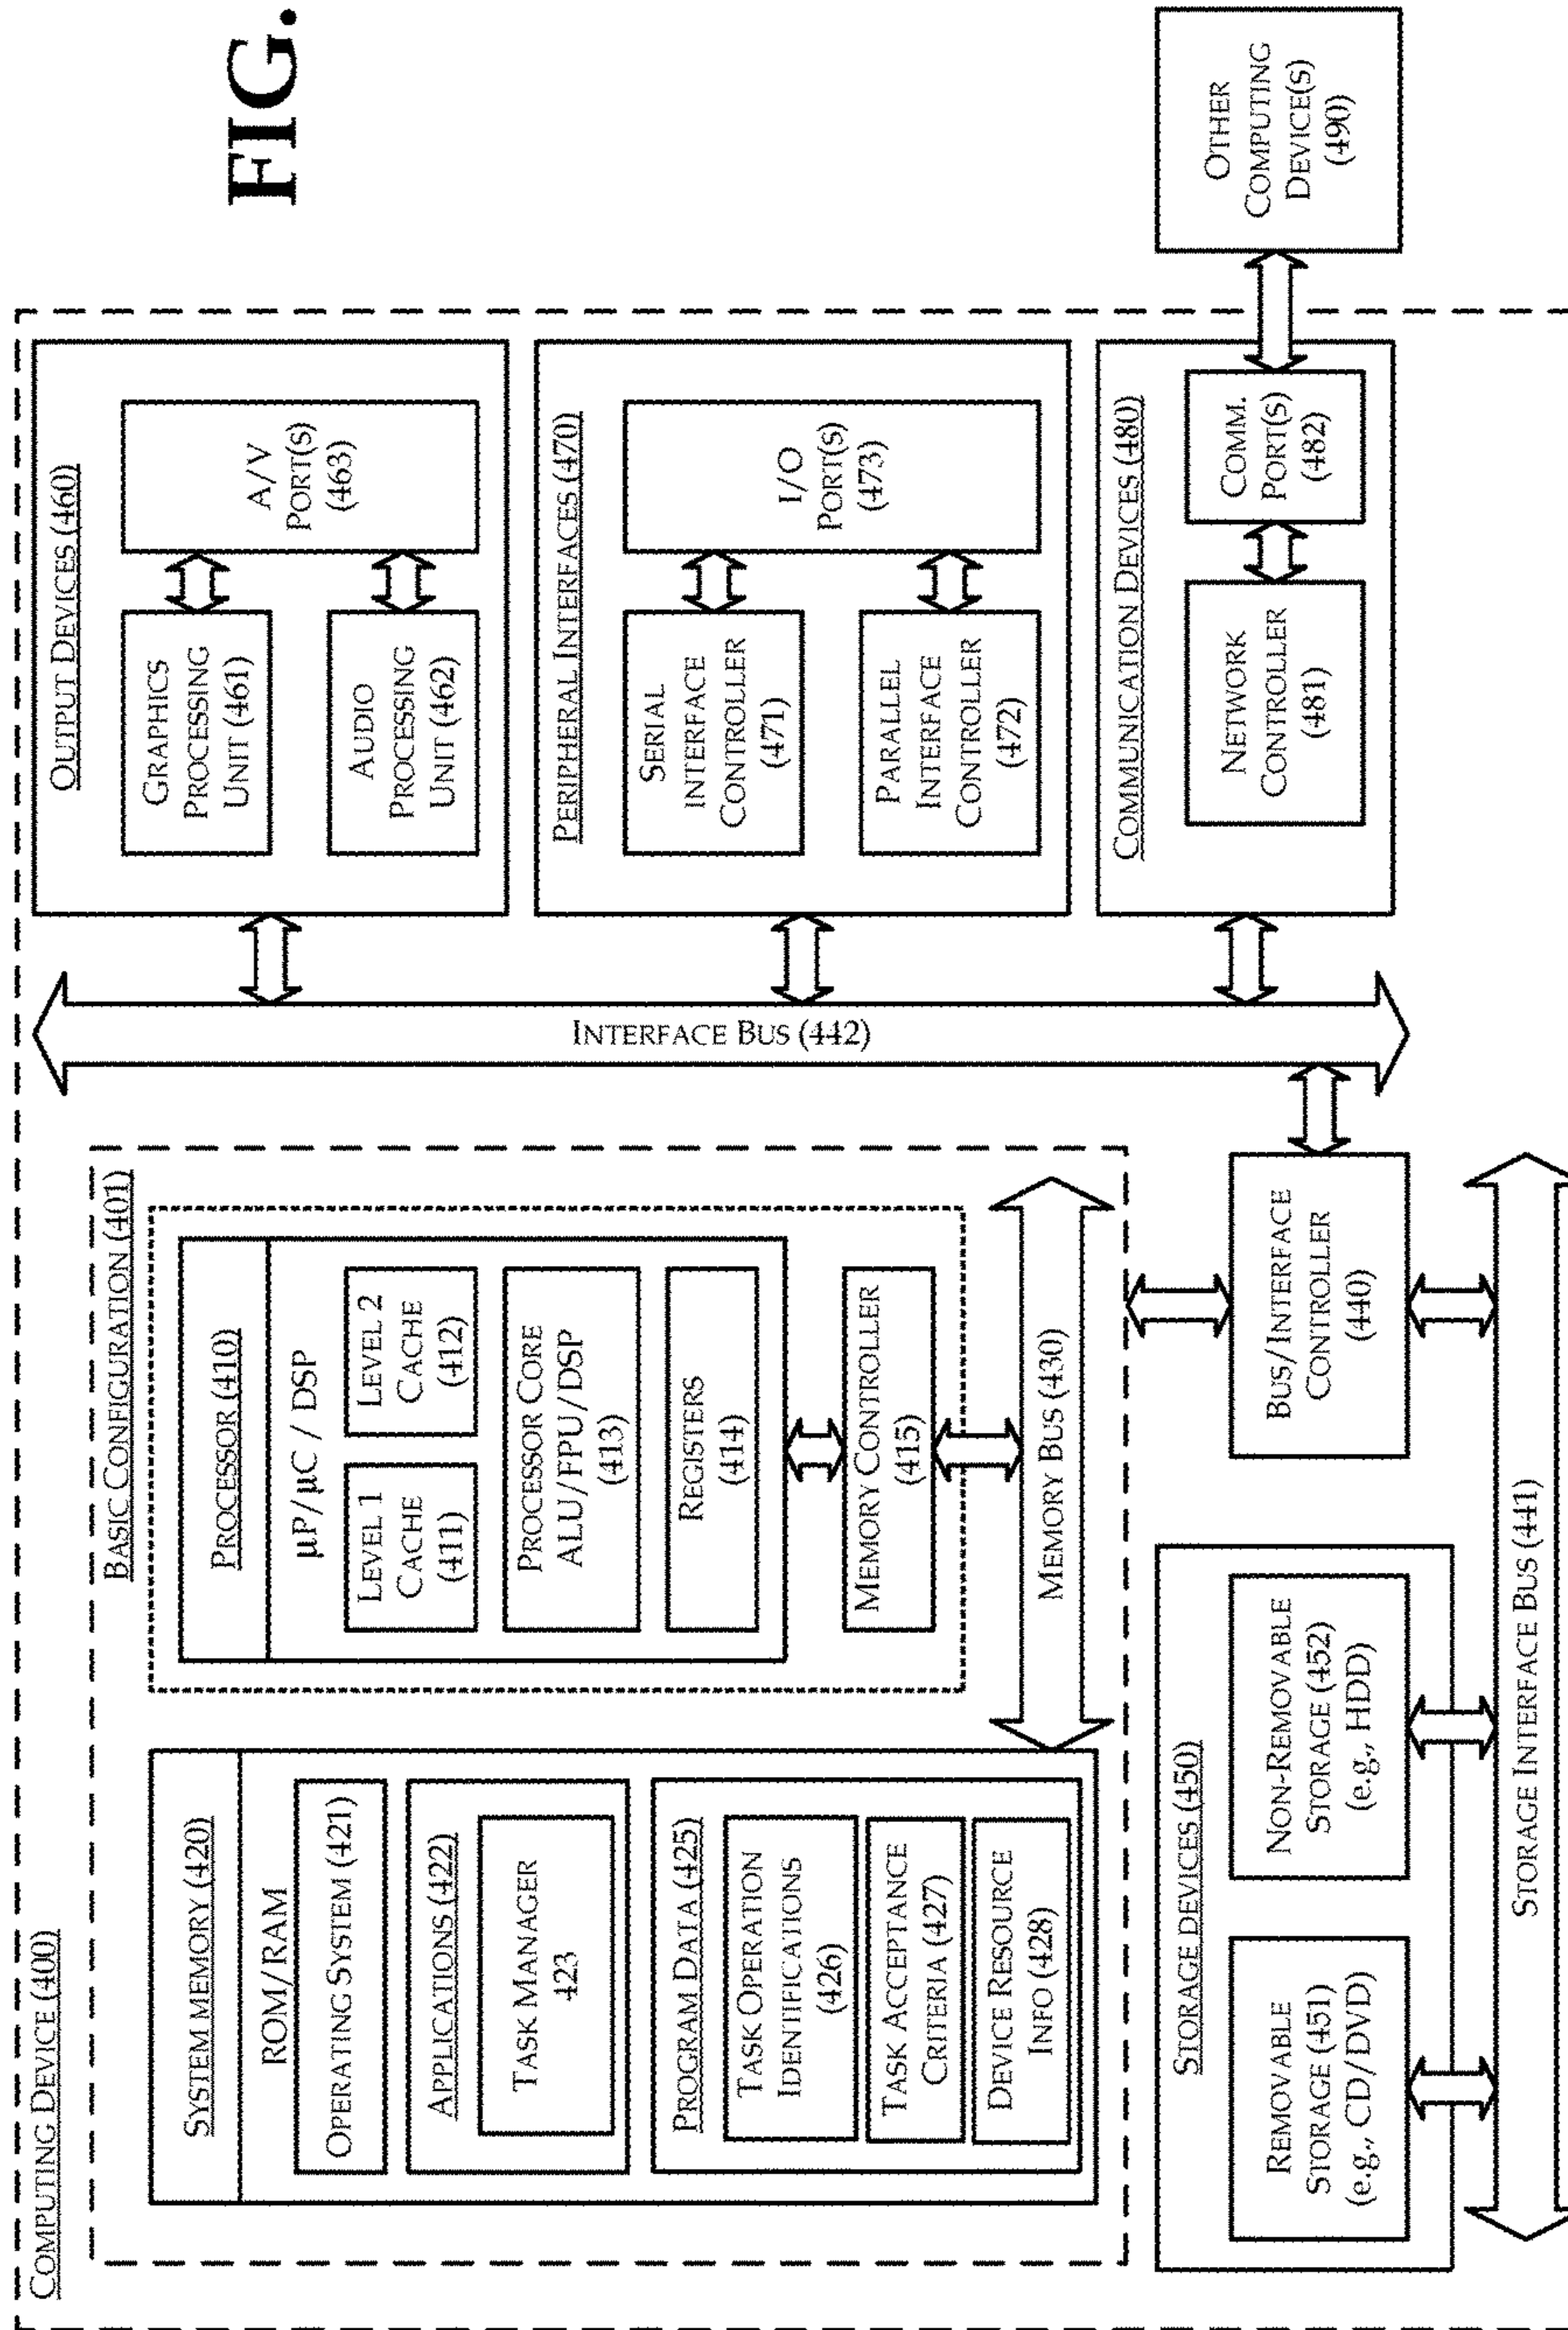 COMPUTING DEVICE (400)
BASIC CONFIGURATION (401)
SYSTEM MEMORY (420)
ROM/RAM
OPERATING SYSTEM (421)
APPLICATIONS (422)
TASK MANAGER
423
PROGRAM DATA (425)
TASK OPERATION
IDENTIFICATIONS
(426)
TASK ACCEPTANCE
CRITERIA (427)
DEVICE RESOURCE
INFO (428)
PROCESSOR (410)
µP/µC / DSP
LEVEL 1
CACHE
(411)
LEVEL 2
CACHE
(412)
PROCESSOR CORE
ALU/FPU/DSP
(413)
REGISTERS
(414)
MEMORY CONTROLLER
(415)
MEMORY BUS (430)
STORAGE DEVICES (450)
REMOVABLE
STORAGE (451)
(e.g., CD/DVD)
NON-REMOVABLE
STORAGE (452)
(e.g., HDD)
BUS/INTERFACE
CONTROLLER
(440)
STORAGE INTERFACE BUS (441)
INTERFACE BUS (442)
OUTPUT DEVICES (460)
GRAPHICS
PROCESSING
UNIT (461)
AUDIO
PROCESSING
UNIT (462)
A/V
PORT(S)
(463)
PERIPHERAL INTERFACES (470)
SERIAL
INTERFACE
CONTROLLER
(471)
PARALLEL
INTERFACE
CONTROLLER
(472)
I/O
PORT(S)
(473)
COMMUNICATION DEVICES (480)
NETWORK
CONTROLLER
(481)
COMM.
PORT(S)
(482)
OTHER
COMPUTING
DEVICE(S)
(490)
FIG.